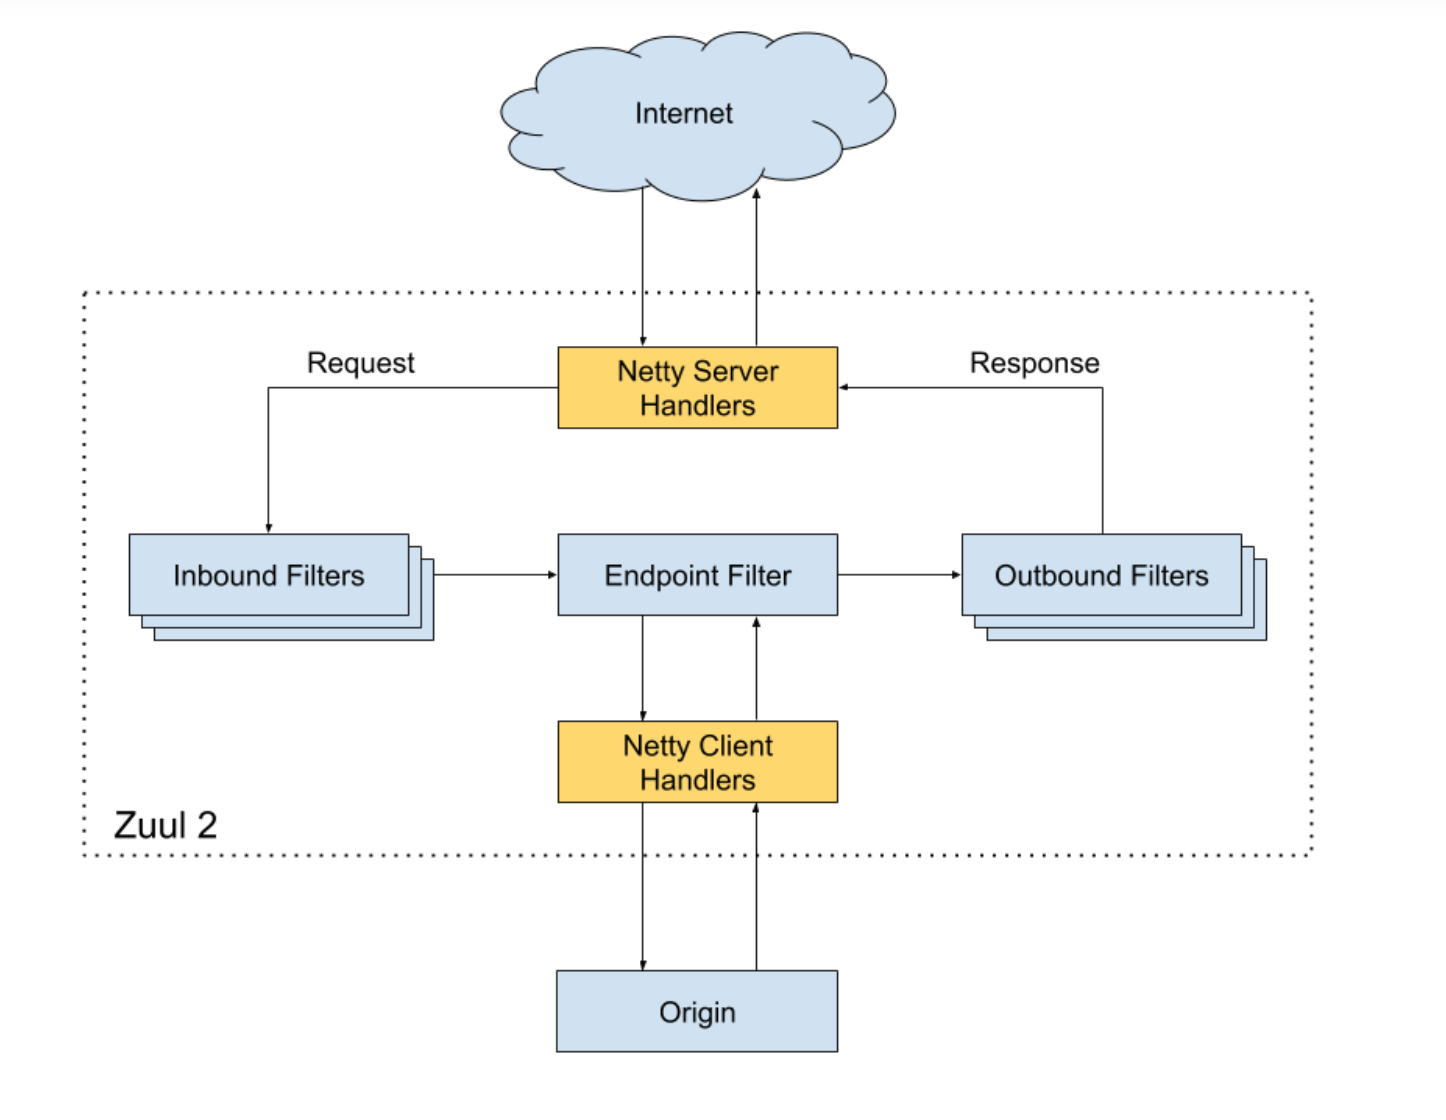 Internet
Request
Netty Server
Handlers
Response
Inbound Filters
Endpoint Filter
Outbound Filters
Netty Client
Handlers
Zuul 2
Origin